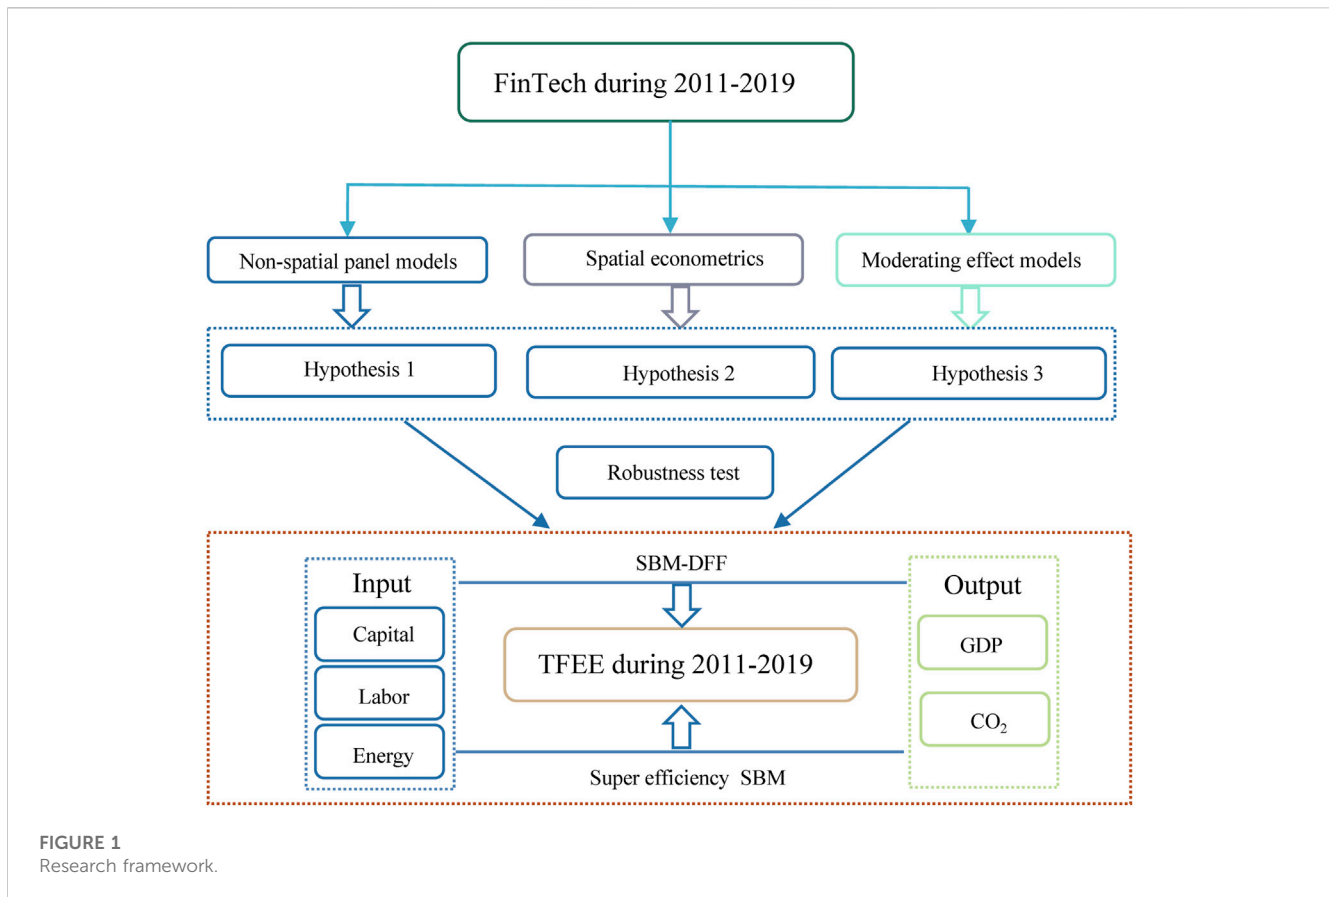 FinTech during 2011-2019
Non-spatial panel models
Spatial econometrics
Moderating effect models
Hypothesis 1
Hypothesis 2
Hypothesis 3
Robustness test
SBM-DFF
Input
Output
Capital
GDP
TFEE during 2011-2019
Labor
CO₂
Energy
Super efficiency SBM
FIGURE 1
Research framework.